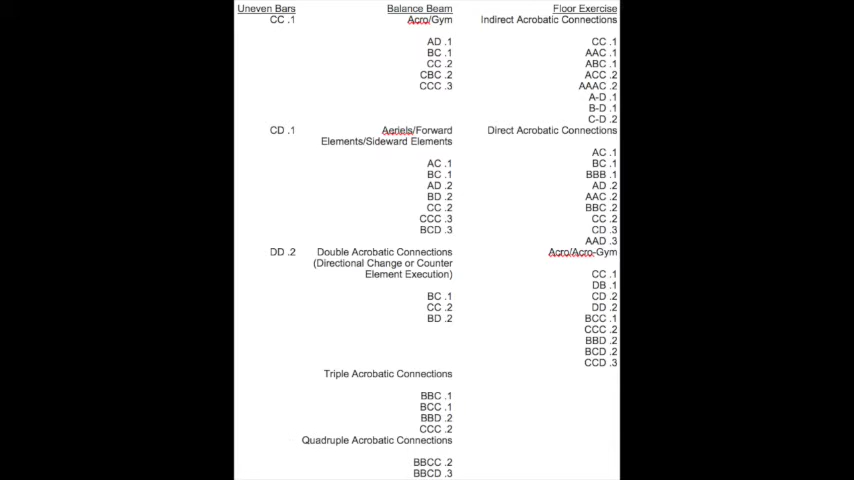 Uneven Bars Balance Beam Floor Exercise
CC .1 Acro/Gym Indirect Acrobatic Connections
AD .1 CC .1
BC .1 AAC .1
CC .2 ABC .1
CBC .2 ACC .2
CCC .3 AAAC .2
A-D .1
B-D .1
C-D .2
CD .1 Aeriels/Forward Direct Acrobatic Connections
Elements/Sideward Elements
AC .1
AC .1 BC .1
BC .1 BBB .1
AD .2 AD .2
BD .2 AAC .2
CC .2 BBC .2
CCC .3 CC .2
BCD .3 CD .3
AAD .3
DD .2 Double Acrobatic Connections Acro/Acro-Gym
(Directional Change or Counter
Element Execution) CC .1
DB .1
BC .1 CD .2
CC .2 DD .2
BD .2 BCC .1
CCC .2
BBD .2
BCD .2
CCD .3
Triple Acrobatic Connections
BBC .1
BCC .1
BBD .2
CCC .2
Quadruple Acrobatic Connections
BBCC .2
BBCD .3